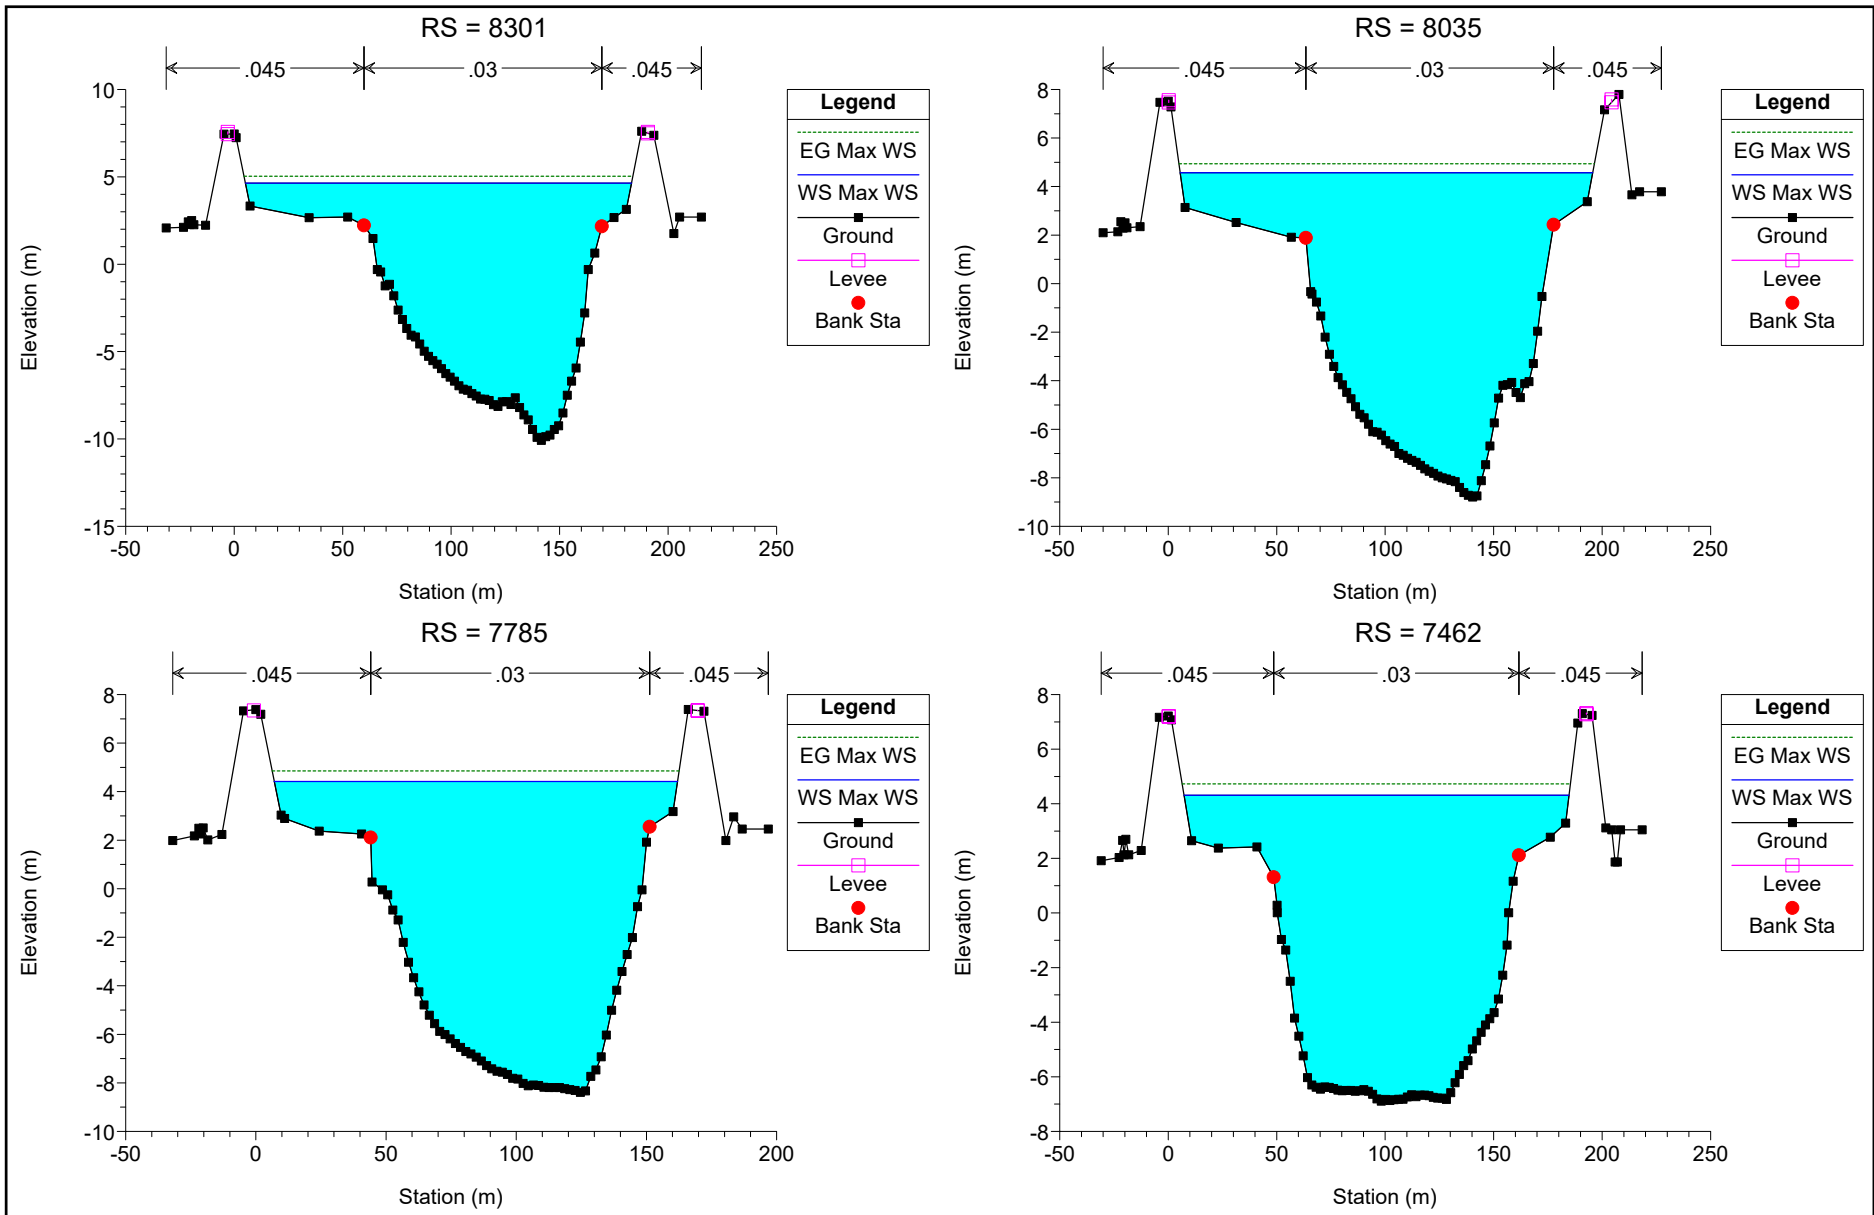 RS = 8301
.045 .03 .045
10
5
0
-5
-10
-15
-50 0 50 100 150 200 250
Elevation (m)
Station (m)
Legend
EG Max WS
WS Max WS
Ground
Levee
Bank Sta
RS = 8035
.045 .03 .045
8
6
4
2
0
-2
-4
-6
-8
-10
-50 0 50 100 150 200 250
Elevation (m)
Station (m)
Legend
EG Max WS
WS Max WS
Ground
Levee
Bank Sta
RS = 7785
.045 .03 .045
8
6
4
2
0
-2
-4
-6
-8
-10
-50 0 50 100 150 200
Elevation (m)
Station (m)
Legend
EG Max WS
WS Max WS
Ground
Levee
Bank Sta
RS = 7462
.045 .03 .045
8
6
4
2
0
-2
-4
-6
-8
-50 0 50 100 150 200 250
Elevation (m)
Station (m)
Legend
EG Max WS
WS Max WS
Ground
Levee
Bank Sta